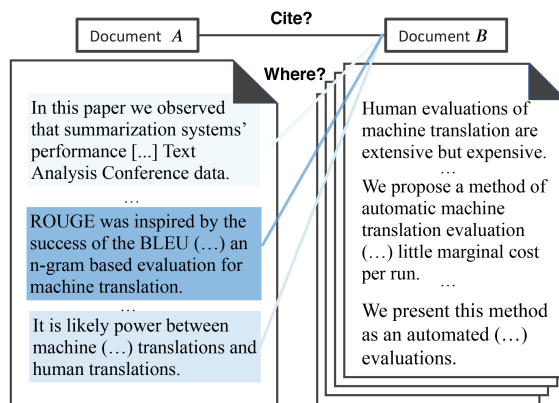 Cite?
Document A
Document B
Where?
In this paper we observed
that summarization systems'
performance [...] Text
Analysis Conference data.
...
ROUGE was inspired by the
success of the BLEU (…) an
n-gram based evaluation for
machine translation.
...
It is likely power between
machine (…) translations and
human translations.
Human evaluations of
machine translation are
extensive but expensive.
...
We propose a method of
automatic machine
translation evaluation
(…) little marginal cost
per run.
...
We present this method
as an automated (…)
evaluations.